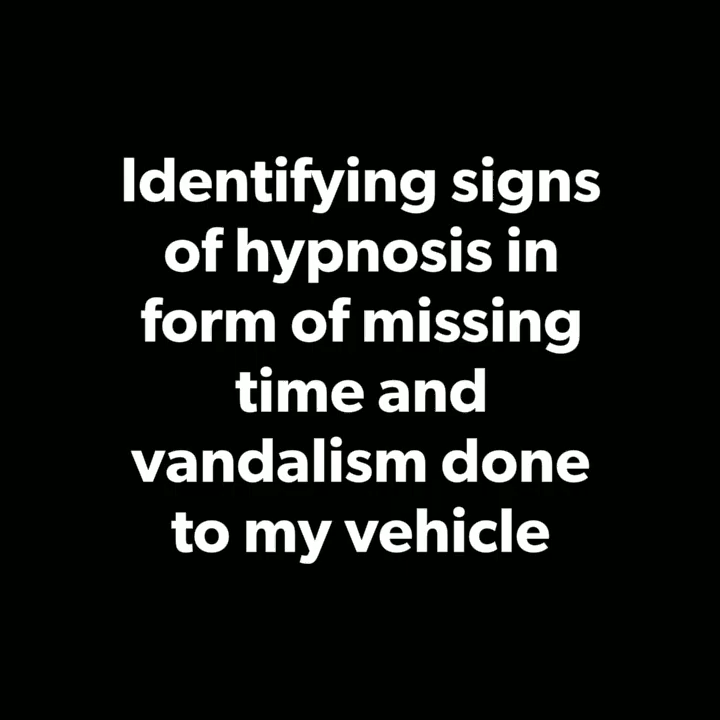 Identifying signs
of hypnosis in
form of missing
time and
vandalism done
to my vehicle